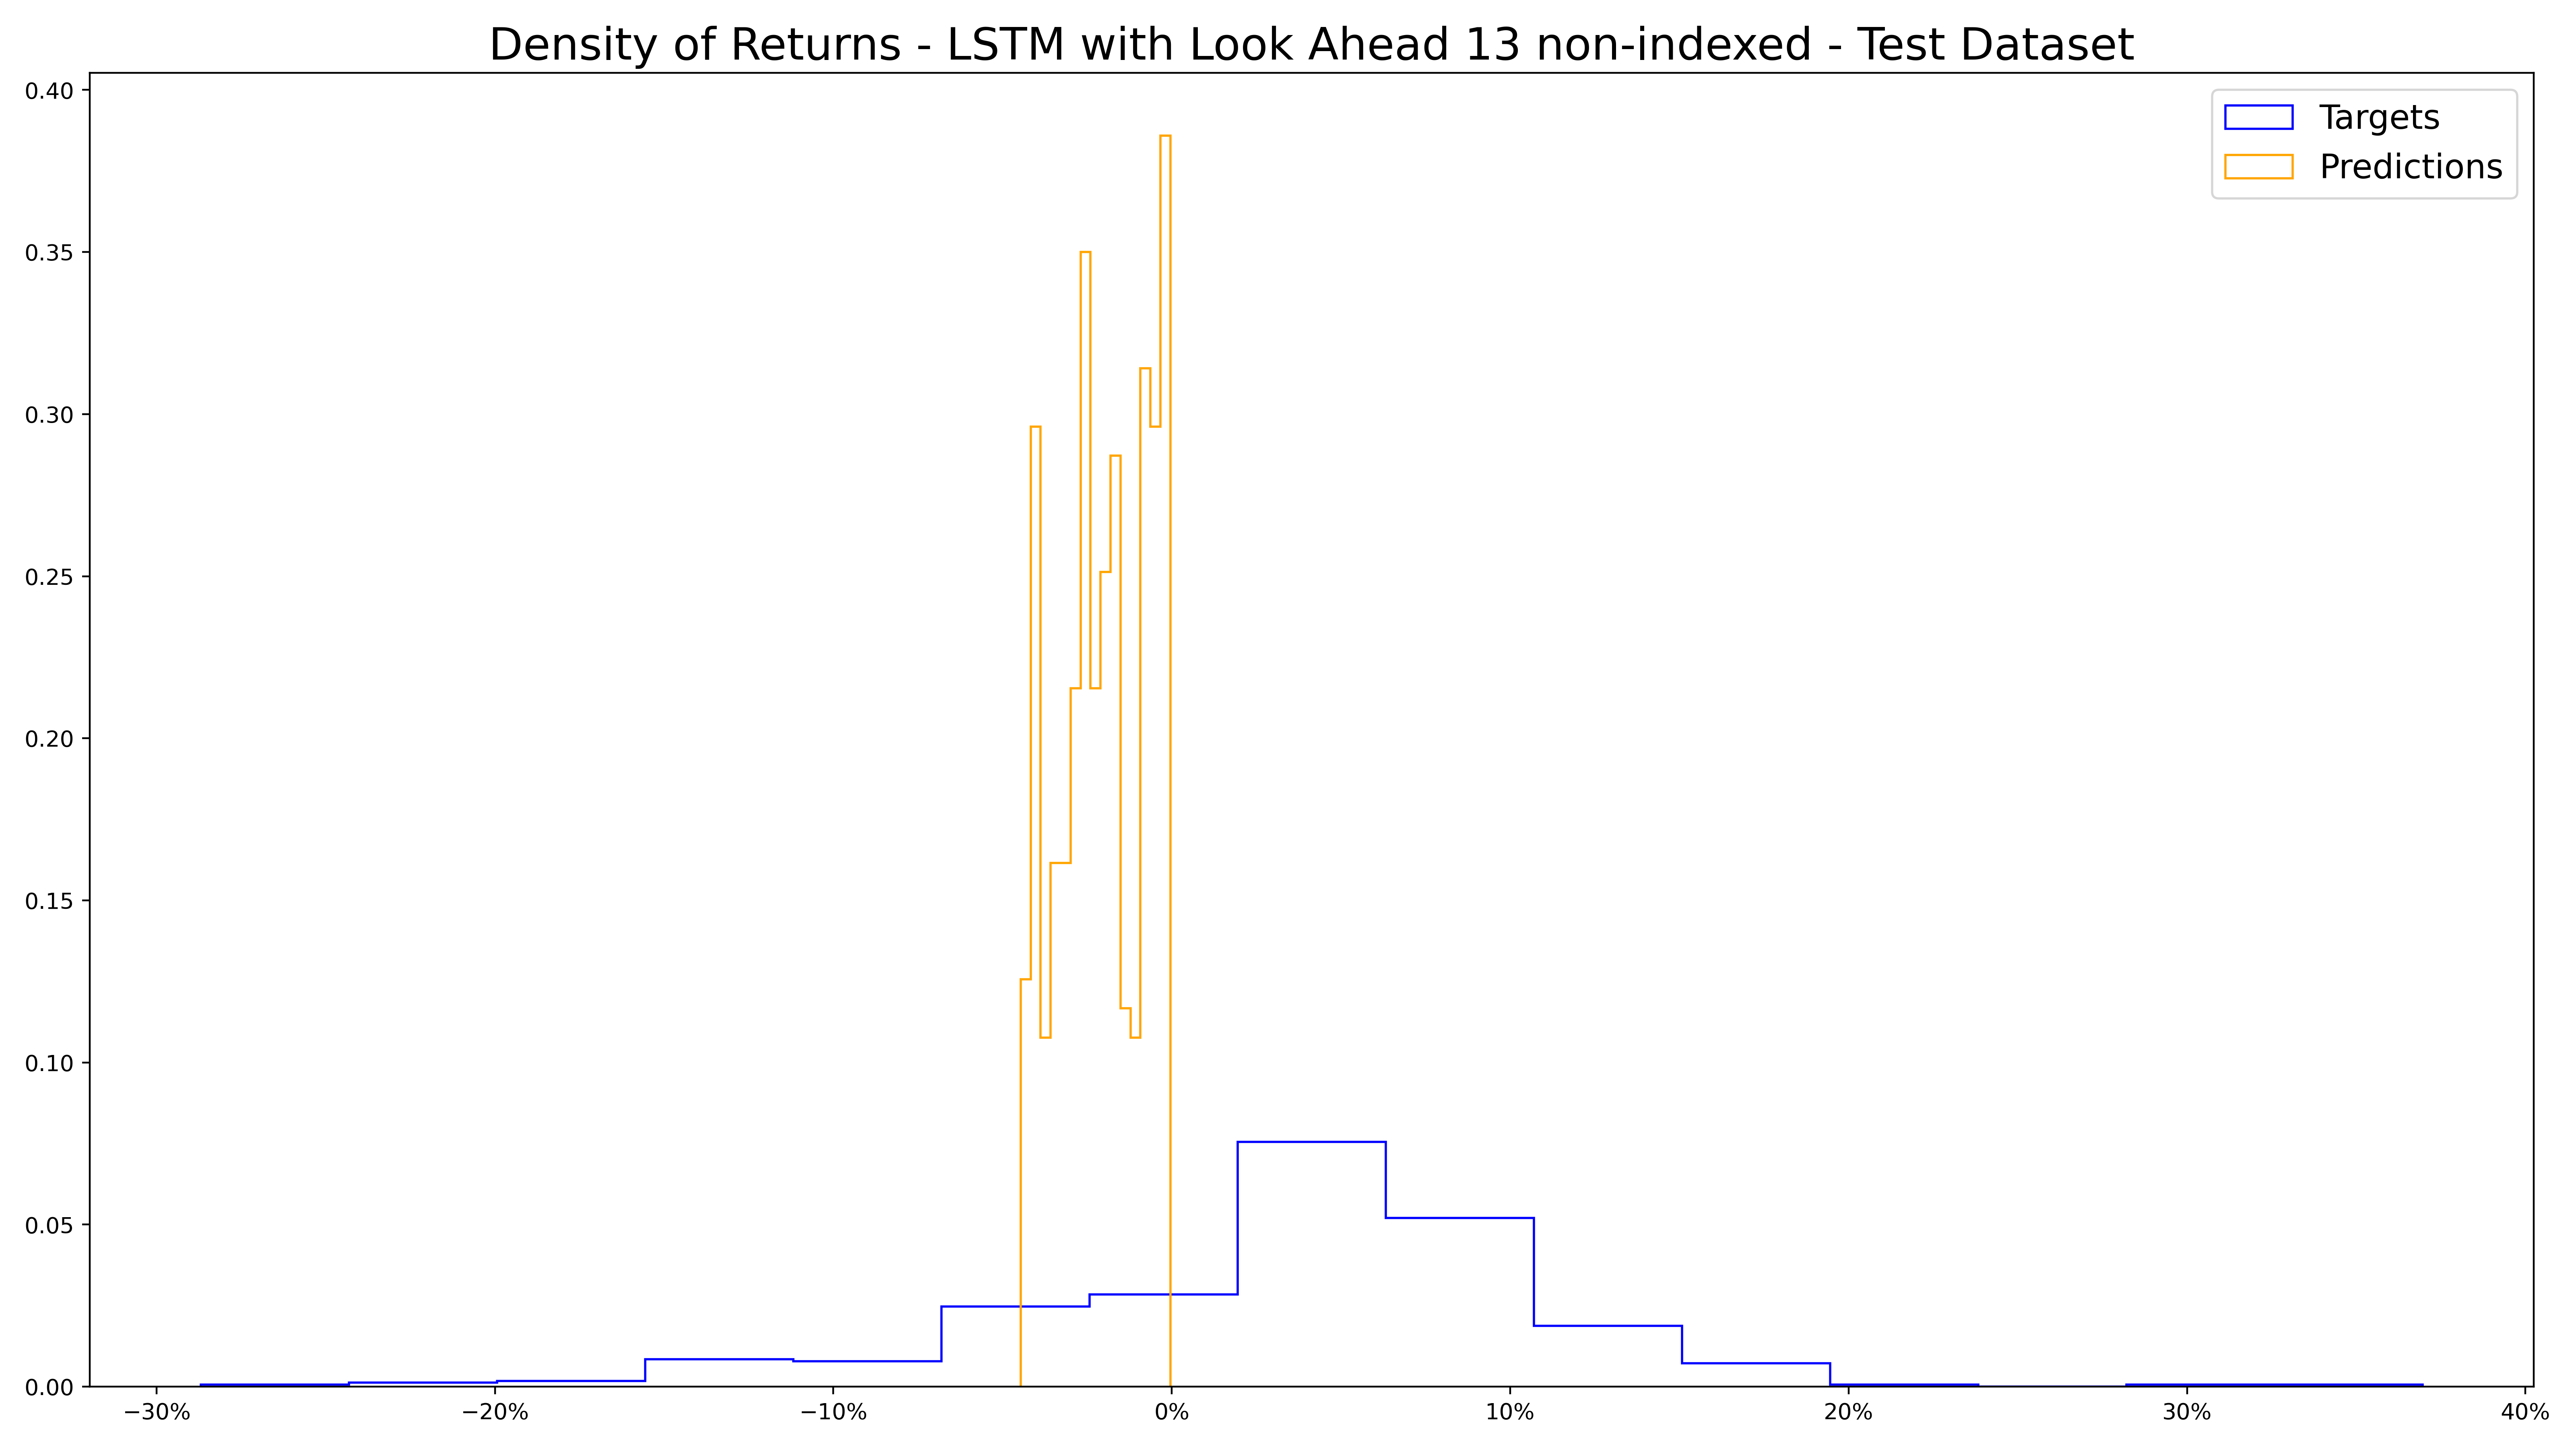 Density of Returns - LSTM with Look Ahead 13 non-indexed - Test Dataset
Targets
Predictions
0.40
0.35
0.30
0.25
0.20
0.15
0.10
0.05
0.00
−30% −20% −10% 0% 10% 20% 30% 40%